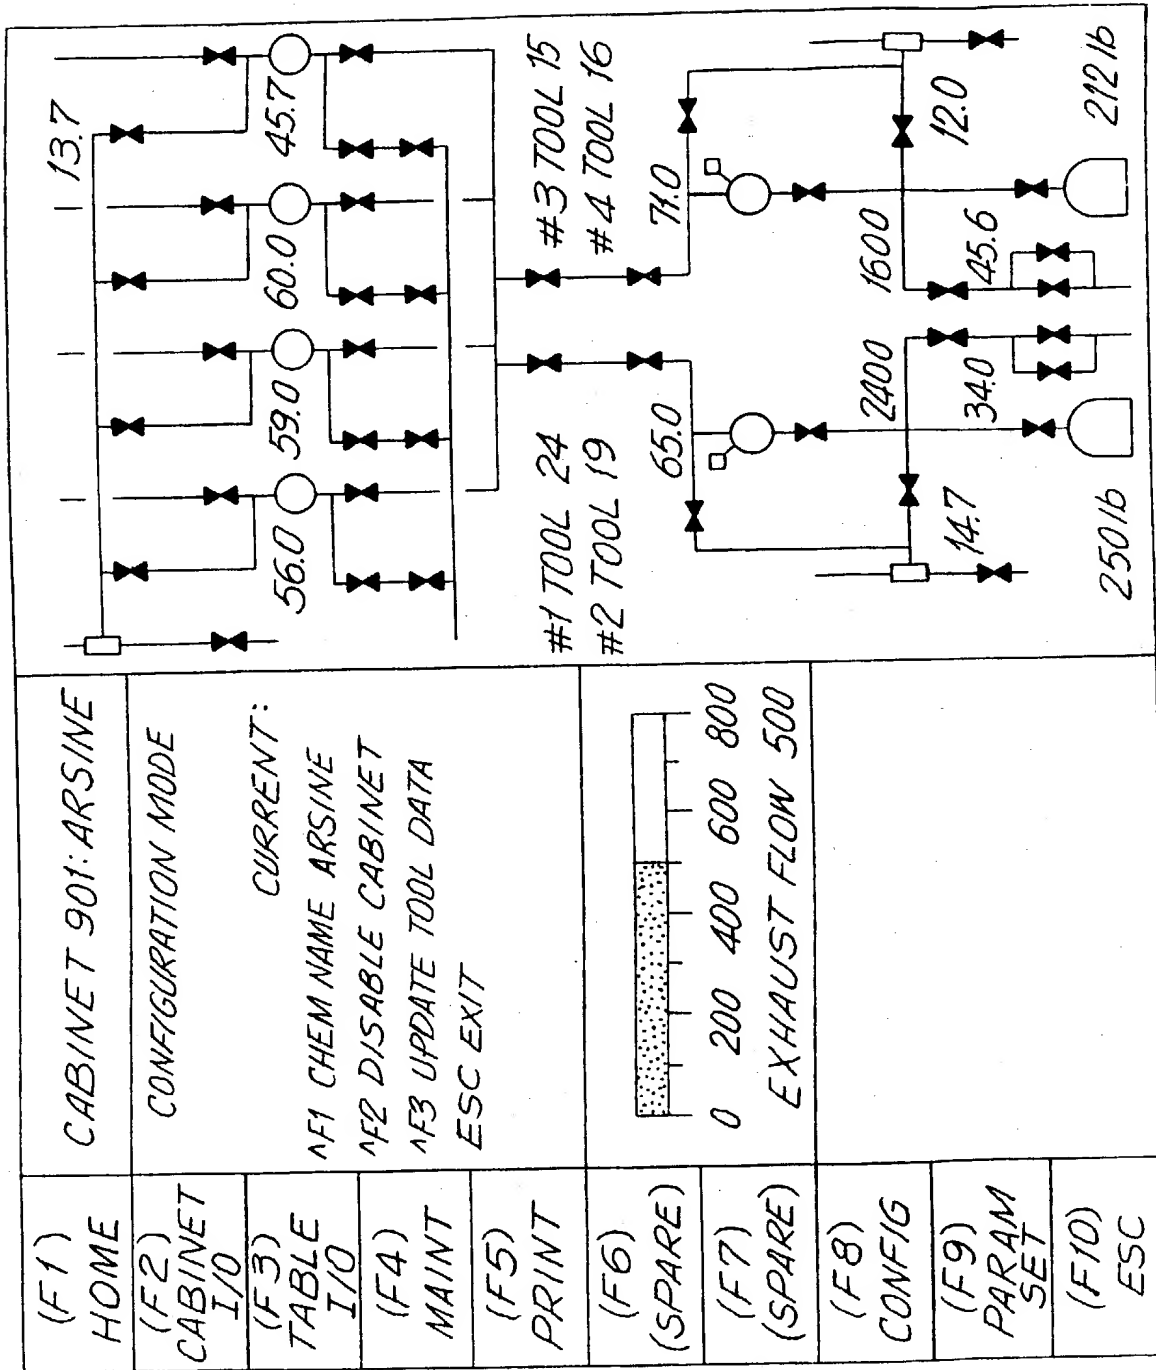 (F1)
HOME
(F2)
CABINET
I/O
(F3)
TABLE
I/O
(F4)
MAINT
(F5)
PRINT
(F6)
(SPARE)
(F7)
(SPARE)
(F8)
CONFIG
(F9)
PARAM
SET
(F10)
ESC
CABINET 901: ARSINE
CONFIGURATION MODE
CURRENT:
^F1 CHEM NAME ARSINE
^F2 DISABLE CABINET
^F3 UPDATE TOOL DATA
ESC EXIT
0 200 400 600 800
EXHAUST FLOW 500
13.7
56.0 59.0 60.0 45.7
#1 TOOL 24 #3 TOOL 15
#2 TOOL 19 #4 TOOL 16
65.0 71.0
2400 1600
14.7 34.0 45.6 12.0
250 lb 212 lb